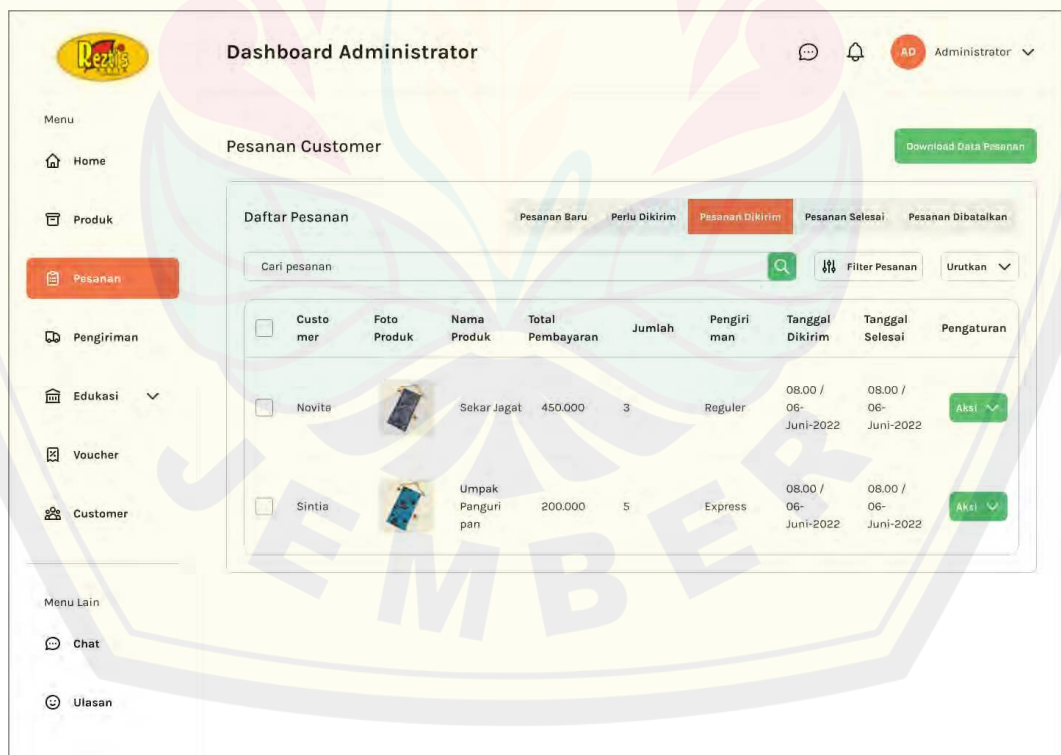 Rezti's
Dashboard Administrator
AD
Administrator
Menu
Home
Produk
Pesanan
Pengiriman
Edukasi
Voucher
Customer
Menu Lain
Chat
Ulasan
Pesanan Customer
Download Data Pesanan
Daftar Pesanan
Pesanan Baru
Perlu Dikirim
Pesanan Dikirim
Pesanan Selesai
Pesanan Dibatalkan
Cari pesanan
Filter Pesanan
Urutkan
Custo
mer
Foto
Produk
Nama
Produk
Total
Pembayaran
Jumlah
Pengiri
man
Tanggal
Dikirim
Tanggal
Selesai
Pengaturan
Novita
Sekar Jagat
450.000
3
Reguler
08.00 /
06-
Juni-2022
08.00 /
06-
Juni-2022
Aksi
Sintia
Umpak
Panguri
pan
200.000
5
Express
08.00 /
06-
Juni-2022
08.00 /
06-
Juni-2022
Aksi
JEMBER